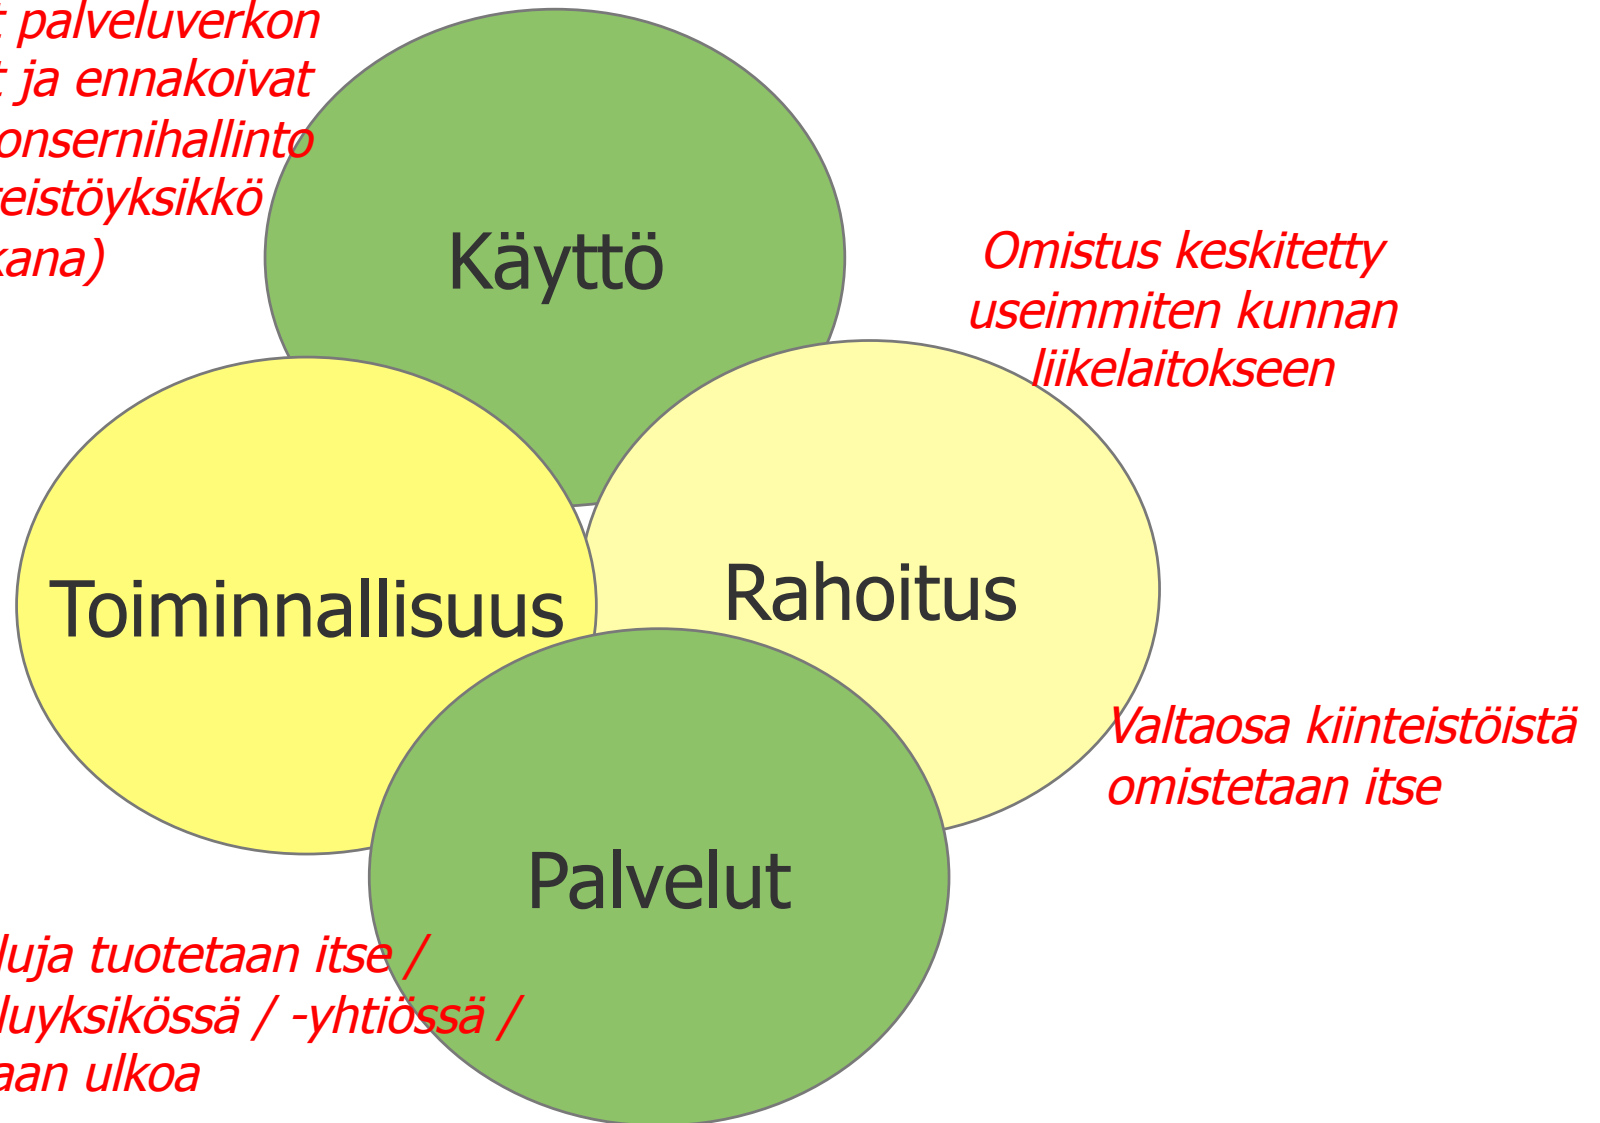 palveluverkon
ja ennakoivat
onsernihallinto
eistöyksikkö
kana)
Käyttö
Omistus keskitetty
useimmiten kunnan
liikelaitokseen
Toiminnallisuus
Rahoitus
Valtaosa kiinteistöistä
omistetaan itse
Palvelut
luja tuotetaan itse /
luyksikössä / -yhtiössä /
aan ulkoa